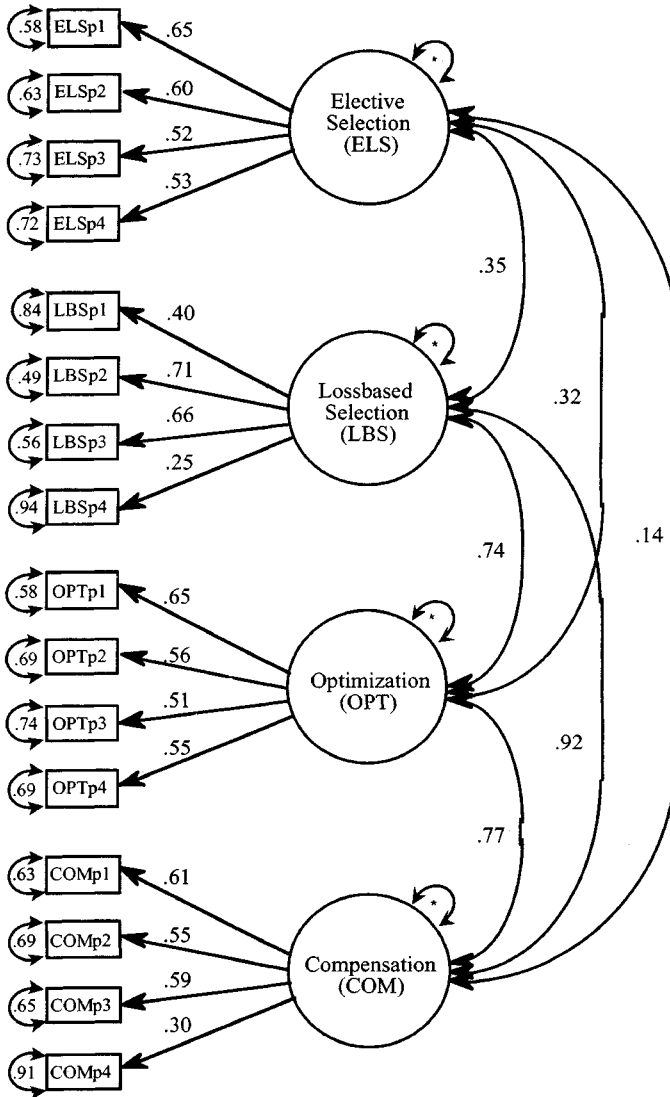 .58 ELSp1 .65
.63 ELSp2 .60
.73 ELSp3 .52
.72 ELSp4 .53
Elective
Selection
(ELS)
*
.35
.84 LBSp1 .40
.49 LBSp2 .71
.56 LBSp3 .66
.94 LBSp4 .25
Lossbased
Selection
(LBS)
*
.32
.14
.74
.58 OPTp1 .65
.69 OPTp2 .56
.74 OPTp3 .51
.69 OPTp4 .55
Optimization
(OPT)
*
.92
.77
.63 COMp1 .61
.69 COMp2 .55
.65 COMp3 .59
.91 COMp4 .30
Compensation
(COM)
*